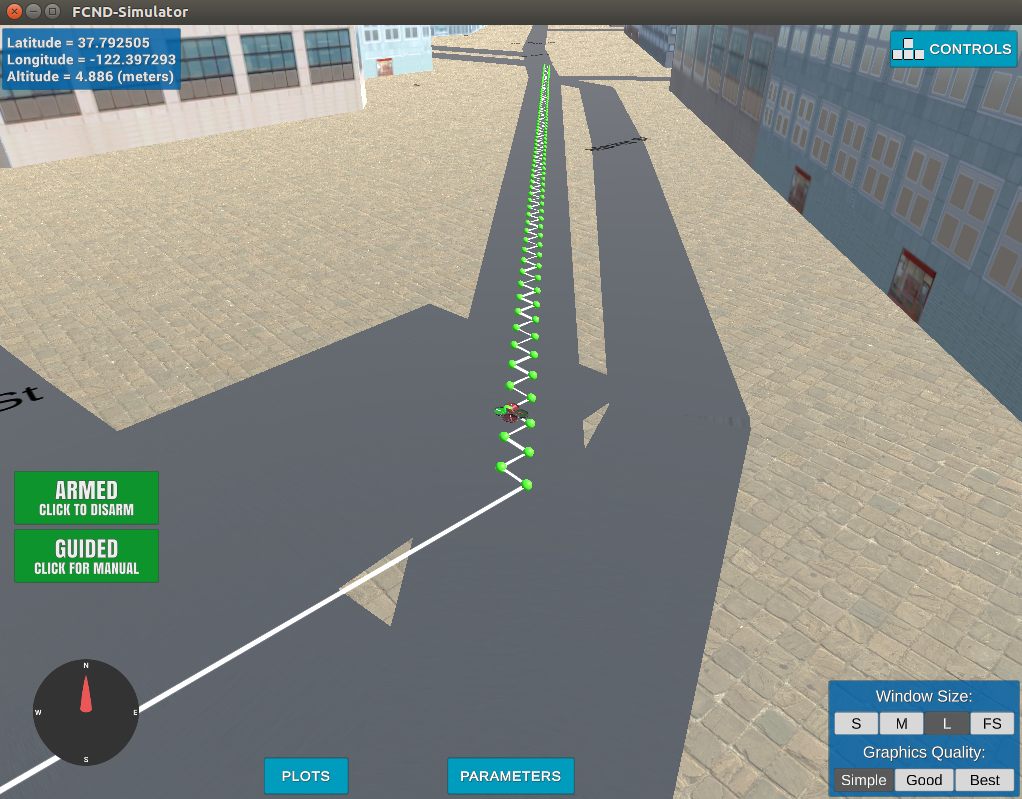 FCND-Simulator
Latitude = 37.792505
Longitude = -122.397293
Altitude = 4.886 (meters)
CONTROLS
St
ARMED
CLICK TO DISARM
GUIDED
CLICK FOR MANUAL
N
W
E
S
PLOTS
PARAMETERS
Window Size:
S M L FS
Graphics Quality:
Simple Good Best